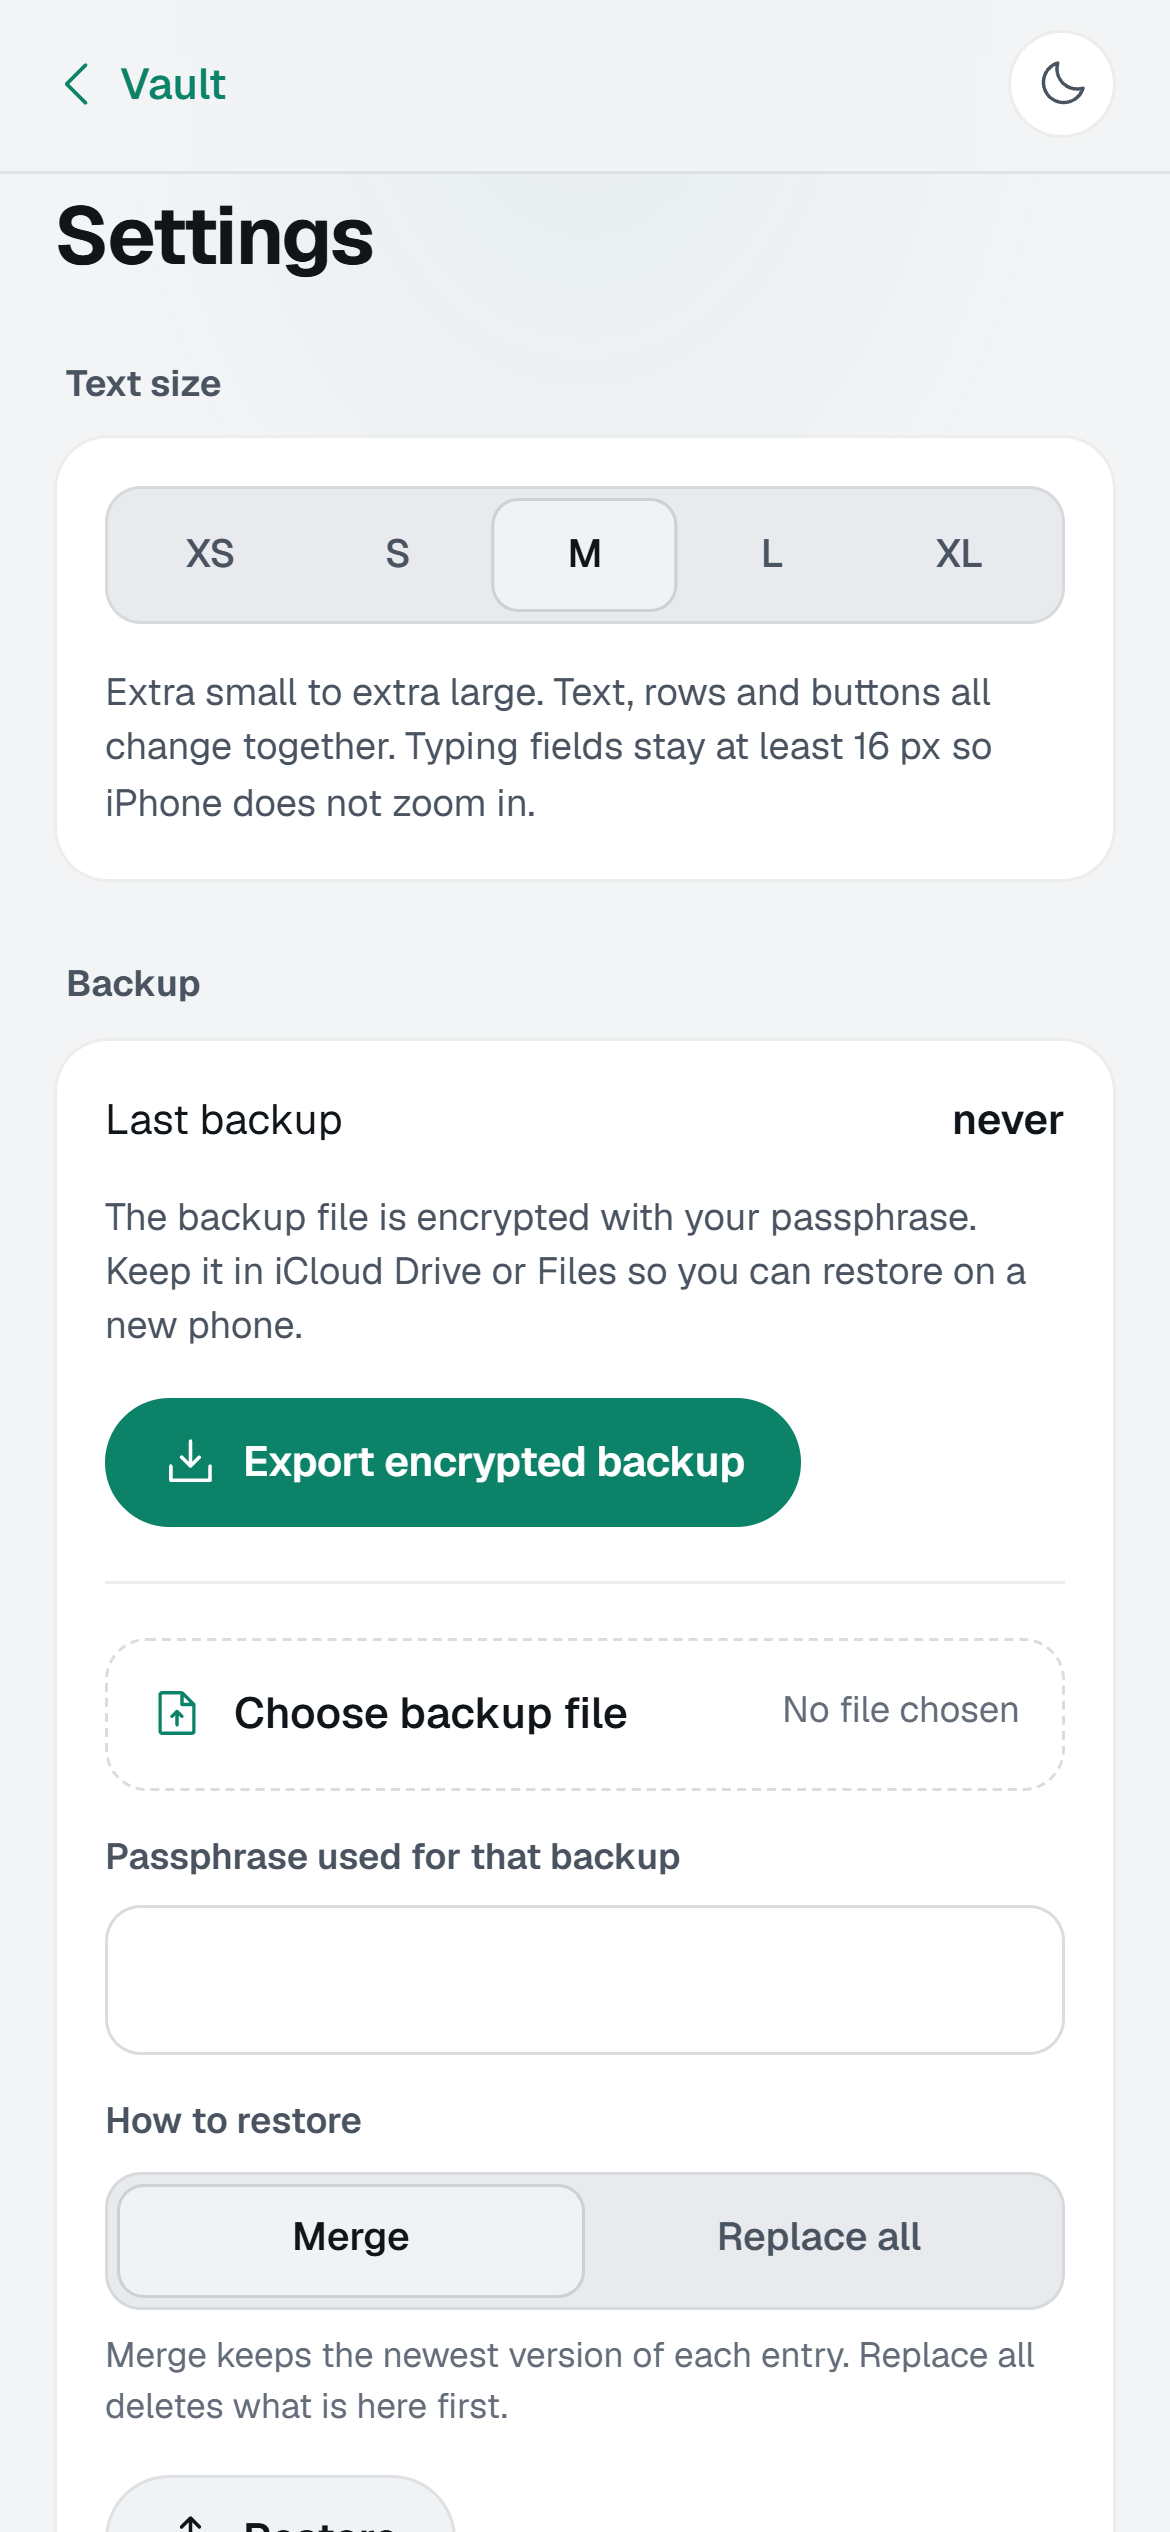 Vault
Settings
Text size
XS S M L XL
Extra small to extra large. Text, rows and buttons all
change together. Typing fields stay at least 16 px so
iPhone does not zoom in.
Backup
Last backup never
The backup file is encrypted with your passphrase.
Keep it in iCloud Drive or Files so you can restore on a
new phone.
Export encrypted backup
Choose backup file No file chosen
Passphrase used for that backup
How to restore
Merge Replace all
Merge keeps the newest version of each entry. Replace all
deletes what is here first.
Restore